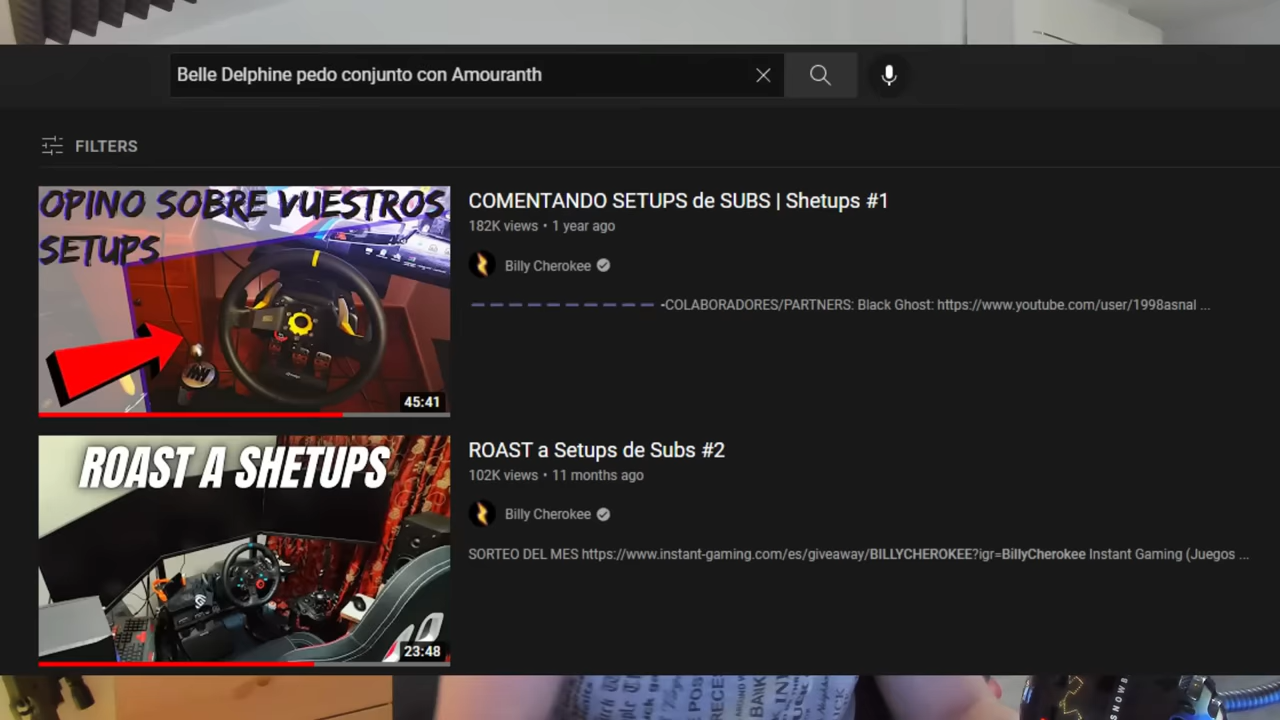 Belle Delphine pedo conjunto con Amouranth
FILTERS
OPINO SOBRE VUESTROS
SETUPS
45:41
COMENTANDO SETUPS de SUBS | Shetups #1
182K views • 1 year ago
Billy Cherokee
-COLABORADORES/PARTNERS: Black Ghost: https://www.youtube.com/user/1998asnal ...
ROAST A SHETUPS
23:48
ROAST a Setups de Subs #2
102K views • 11 months ago
Billy Cherokee
SORTEO DEL MES https://www.instant-gaming.com/es/giveaway/BILLYCHEROKEE?igr=BillyCherokee Instant Gaming (Juegos ...